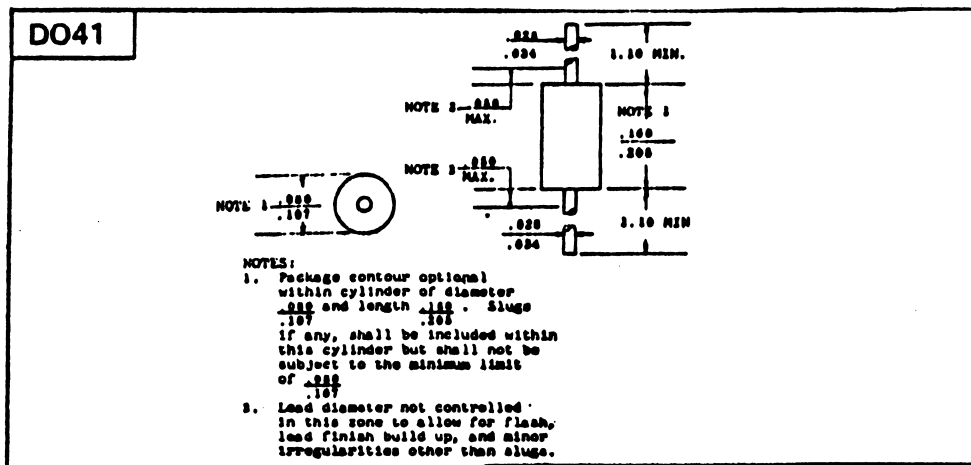 DO41
.028
.034
1.10 MIN.
NOTE 2 .050
MAX.
NOTE 1
.160
.205
NOTE 2 .050
MAX.
NOTE 1 .080
.107
.028
.034
1.10 MIN
NOTES:
1. Package contour optional
within cylinder of diameter
.080 and length .160 . Slugs
.107 .205
if any, shall be included within
this cylinder but shall not be
subject to the minimum limit
of .080
.107
2. Lead diameter not controlled
in this zone to allow for flash,
lead finish build up, and minor
irregularities other than slugs.